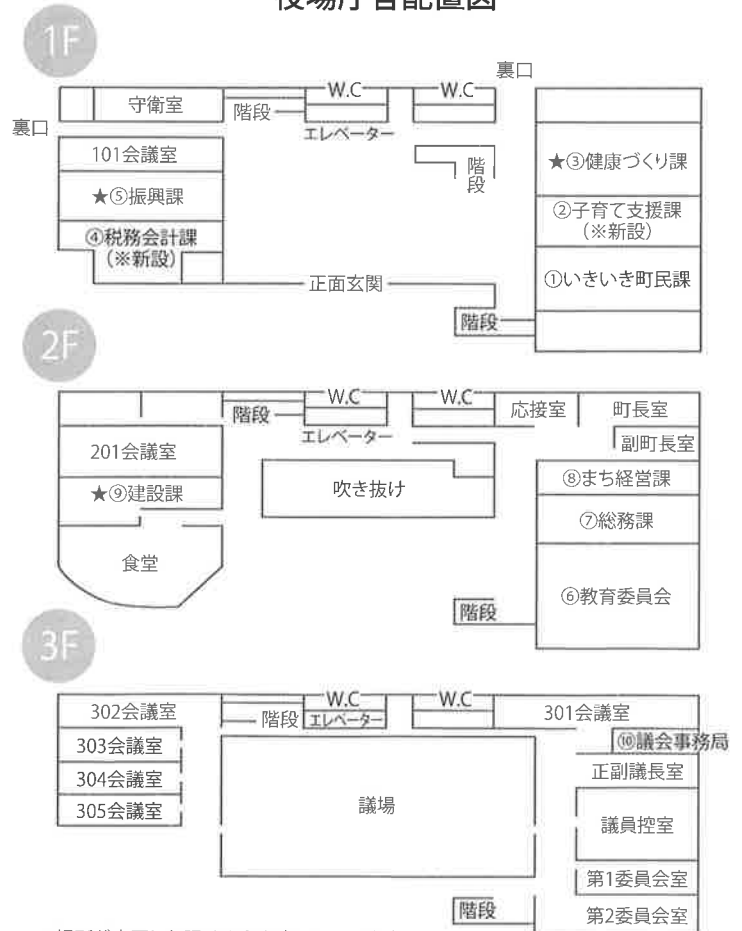 役場庁舎配置図
1F
裏口
守衛室
階段
W.C
W.C
裏口
エレベーター
101会議室
階段
★③健康づくり課
★⑤振興課
②子育て支援課
(※新設)
④税務会計課
(※新設)
①いきいき町民課
正面玄関
階段
2F
階段
W.C
W.C
応接室
町長室
エレベーター
副町長室
201会議室
⑧まち経営課
★⑨建設課
吹き抜け
⑦総務課
食堂
⑥教育委員会
階段
3F
302会議室
階段
W.C
エレベーター
W.C
301会議室
303会議室
⑩議会事務局
304会議室
正副議長室
305会議室
議場
議員控室
第1委員会室
階段
第2委員会室